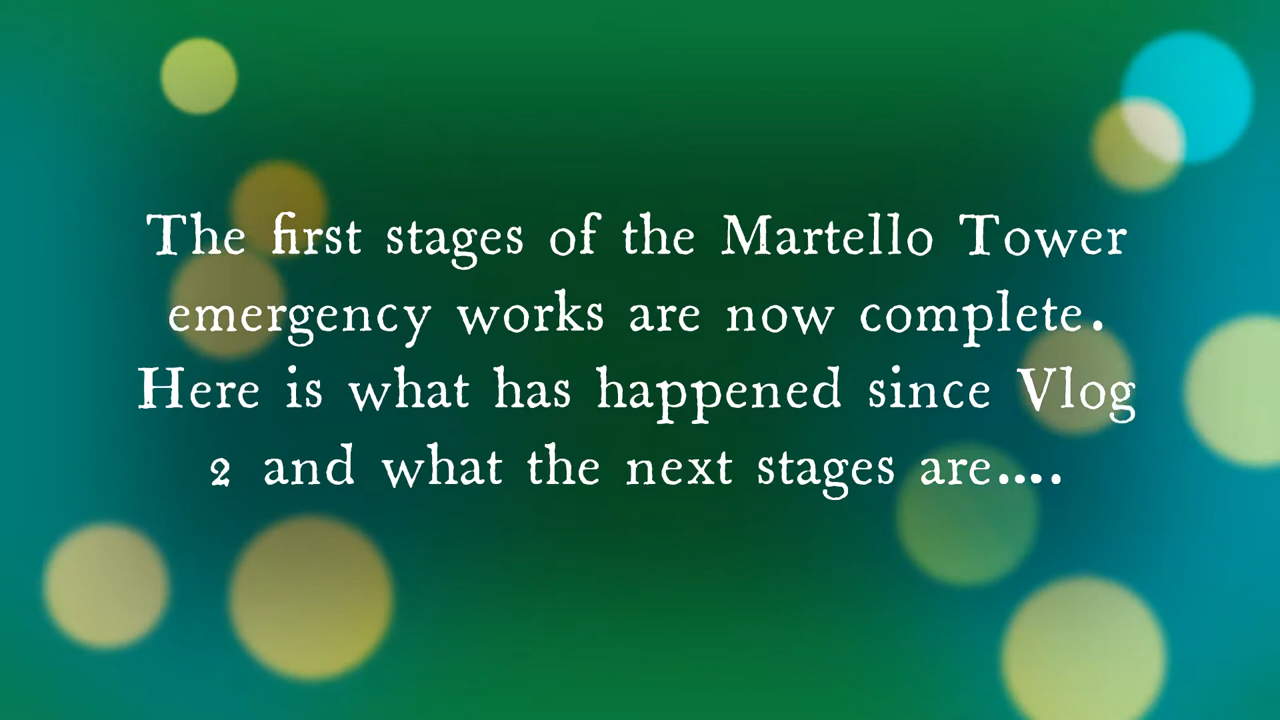 The first stages of the Martello Tower
emergency works are now complete.
Here is what has happened since Vlog
2 and what the next stages are....